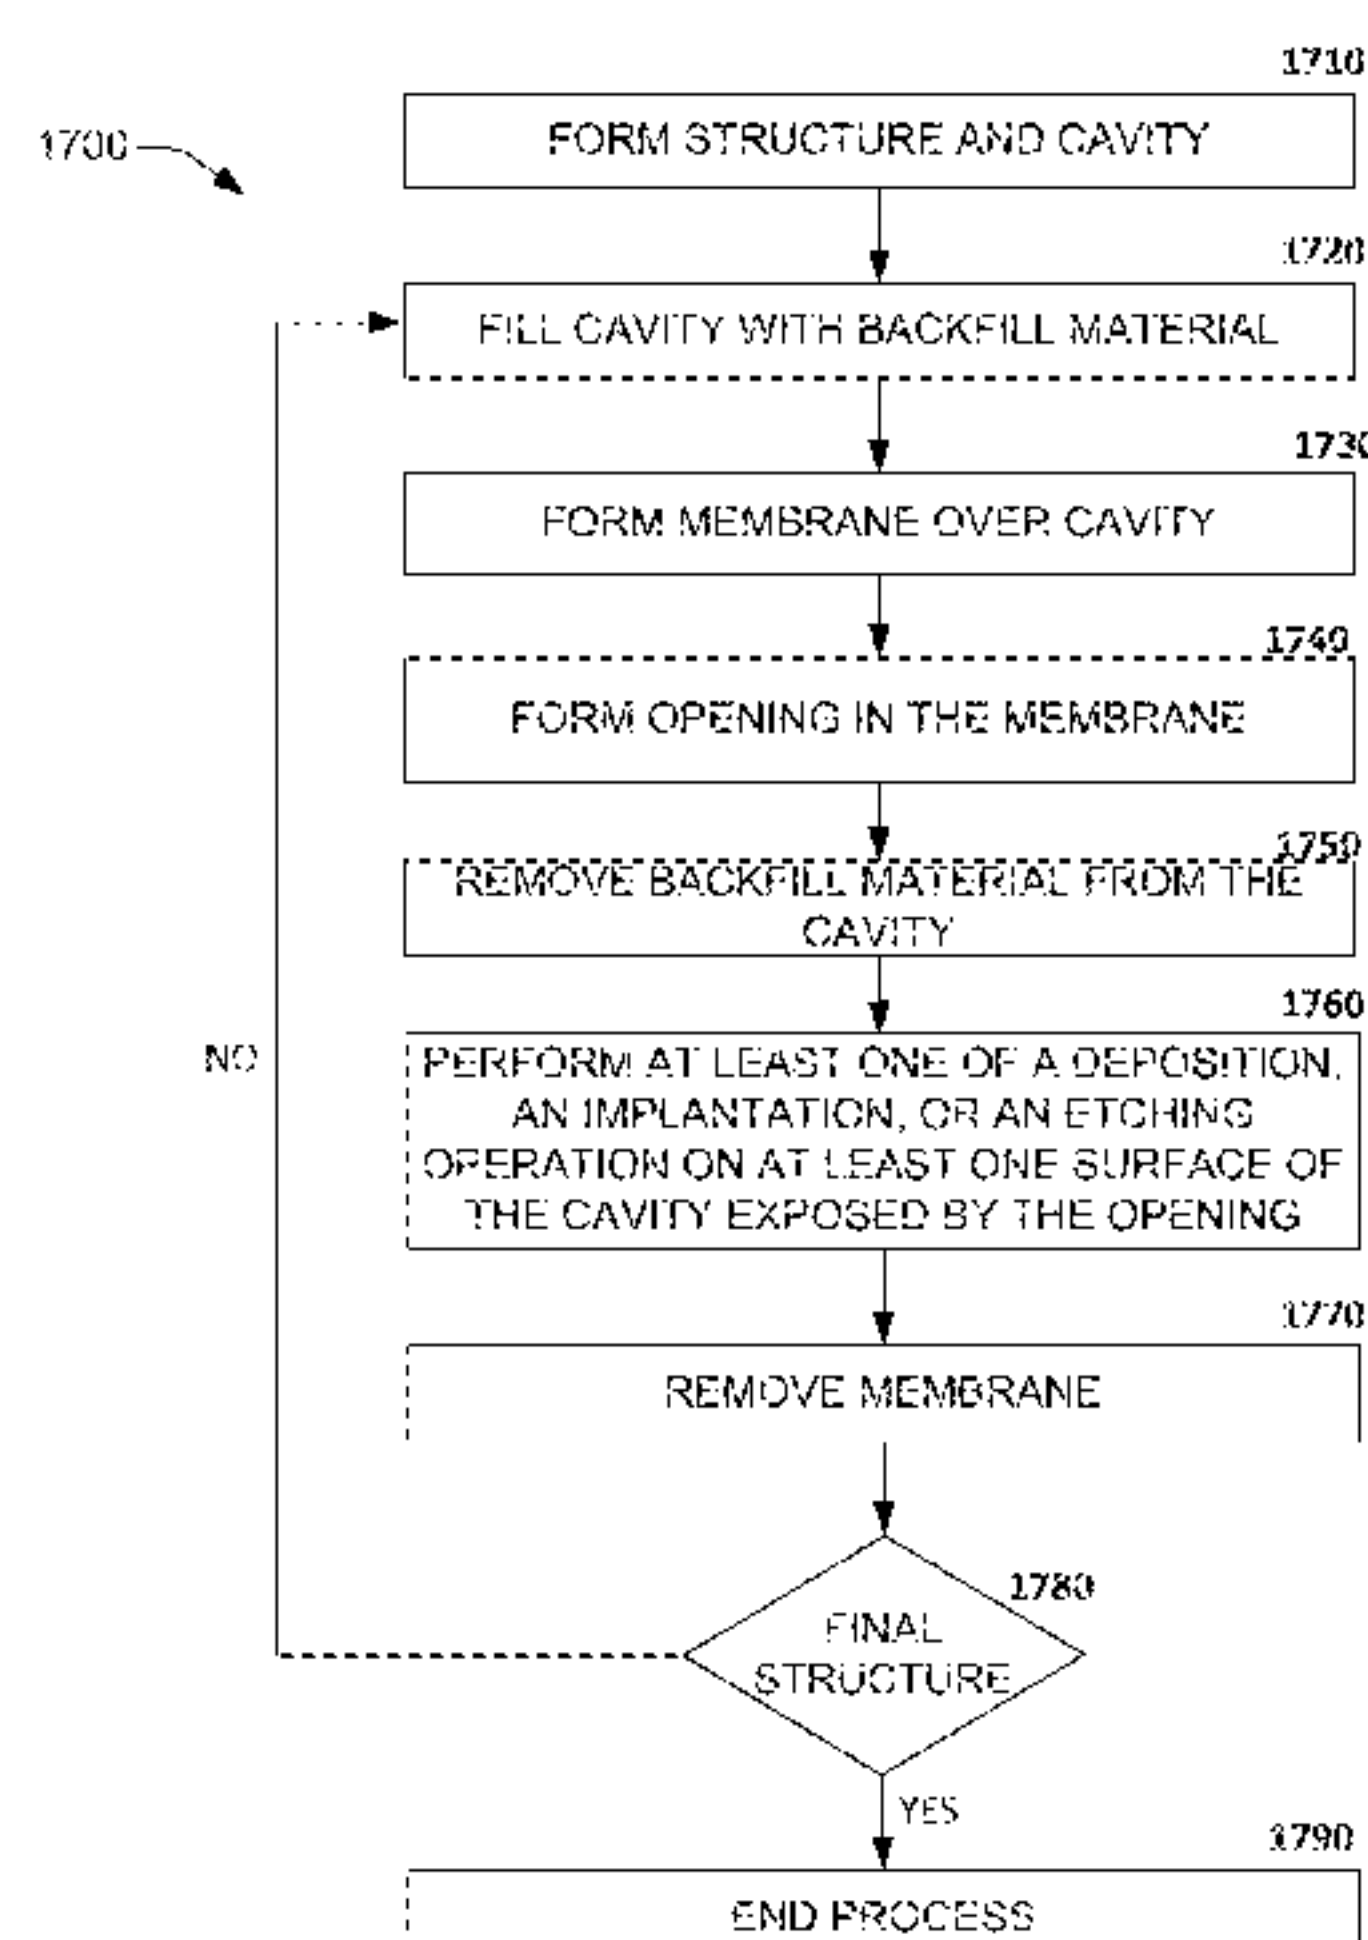 1710
FORM STRUCTURE AND CAVITY
1700
1720
FILL CAVITY WITH BACKFILL MATERIAL
1730
FORM MEMBRANE OVER CAVITY
1740
FORM OPENING IN THE MEMBRANE
1750
REMOVE BACKFILL MATERIAL FROM THE
CAVITY
1760
PERFORM AT LEAST ONE OF A DEPOSITION,
AN IMPLANTATION, OR AN ETCHING
OPERATION ON AT LEAST ONE SURFACE OF
THE CAVITY EXPOSED BY THE OPENING
NO
1770
REMOVE MEMBRANE
1780
FINAL
STRUCTURE
YES
1790
END PROCESS